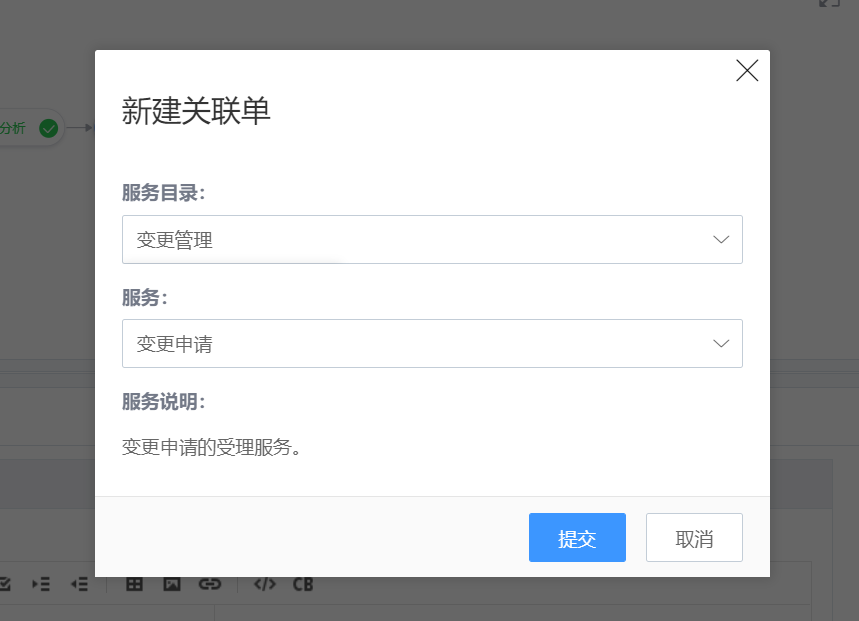 分析
新建关联单
服务目录：
变更管理
服务：
变更申请
服务说明：
变更申请的受理服务。
提交
取消
CB